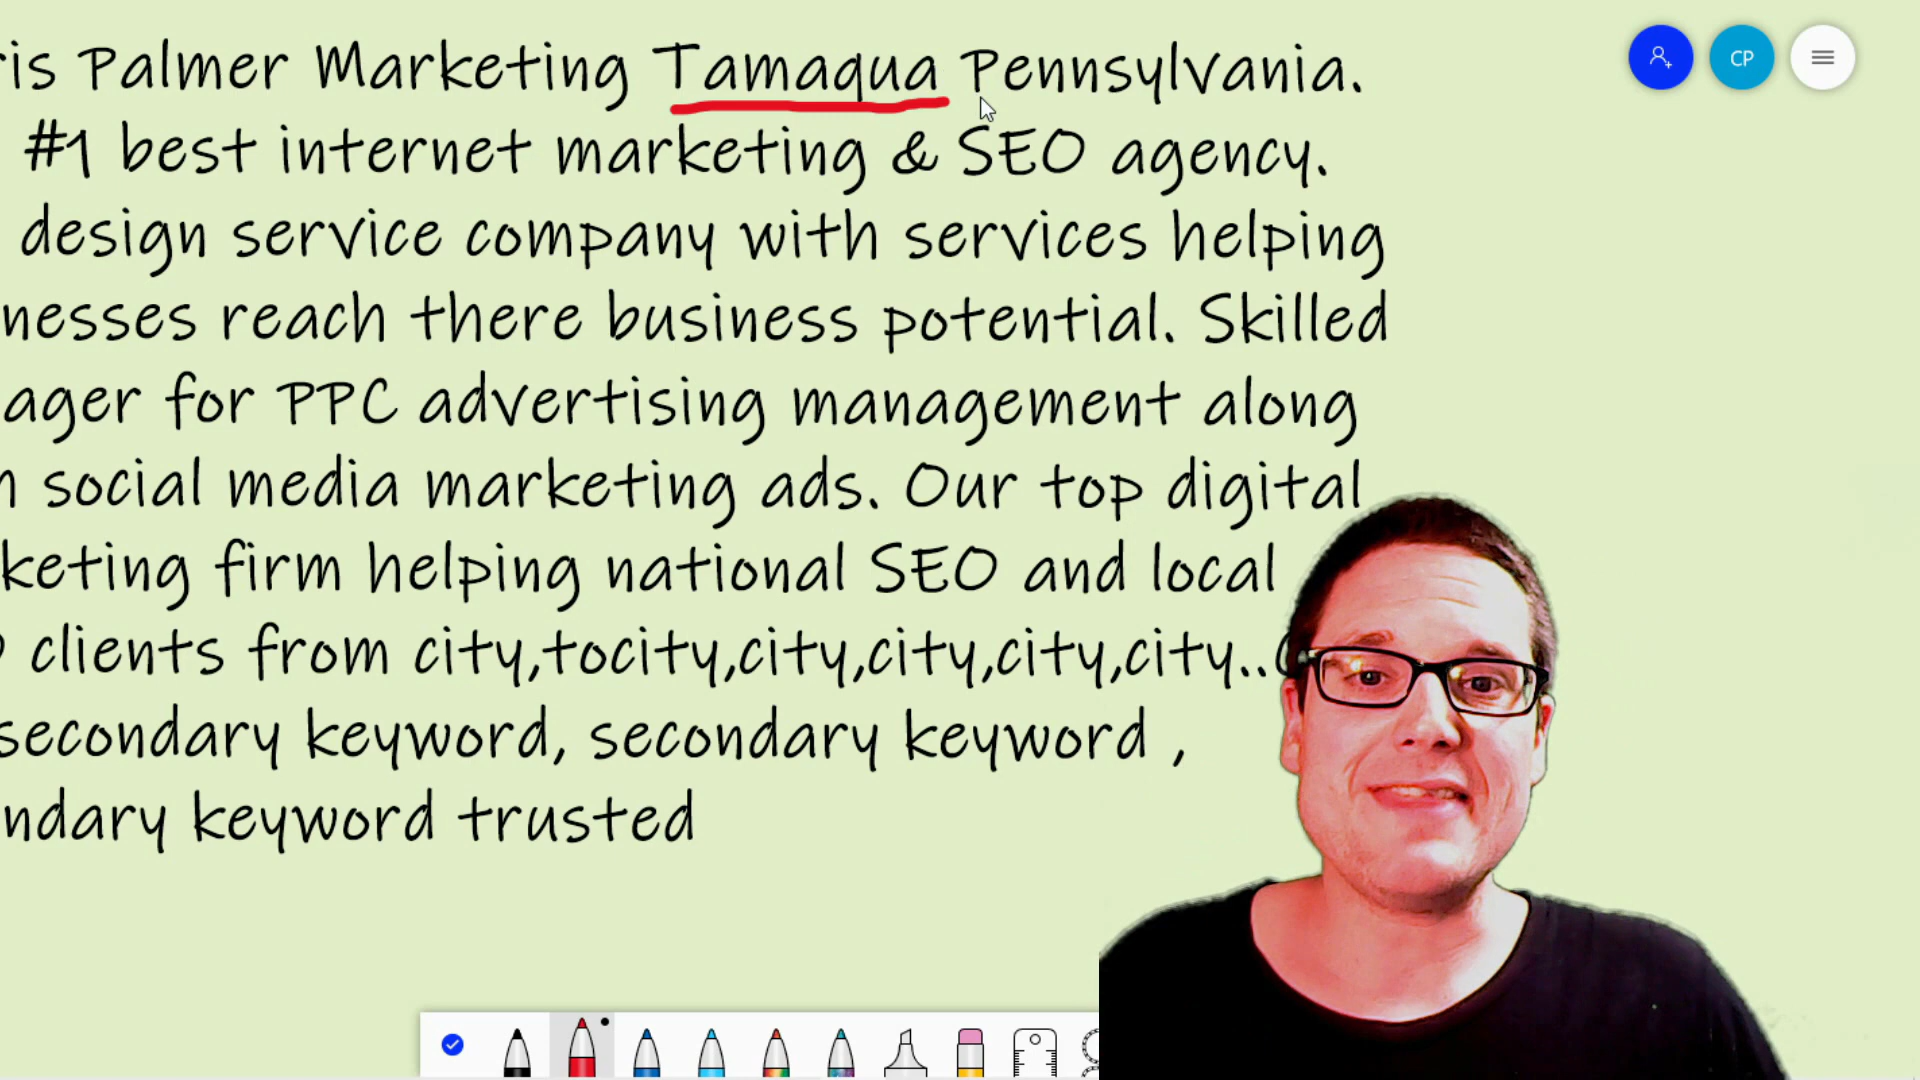 ris Palmer Marketing Tamaqua Pennsylvania.
#1 best internet marketing & SEO agency.
design service company with services helping
nesses reach there business potential. Skilled
ager for PPC advertising management along
social media marketing ads. Our top digital
keting firm helping national SEO and local
clients from city,tocity,city,city,city,city..
secondary keyword, secondary keyword ,
ndary keyword trusted
CP